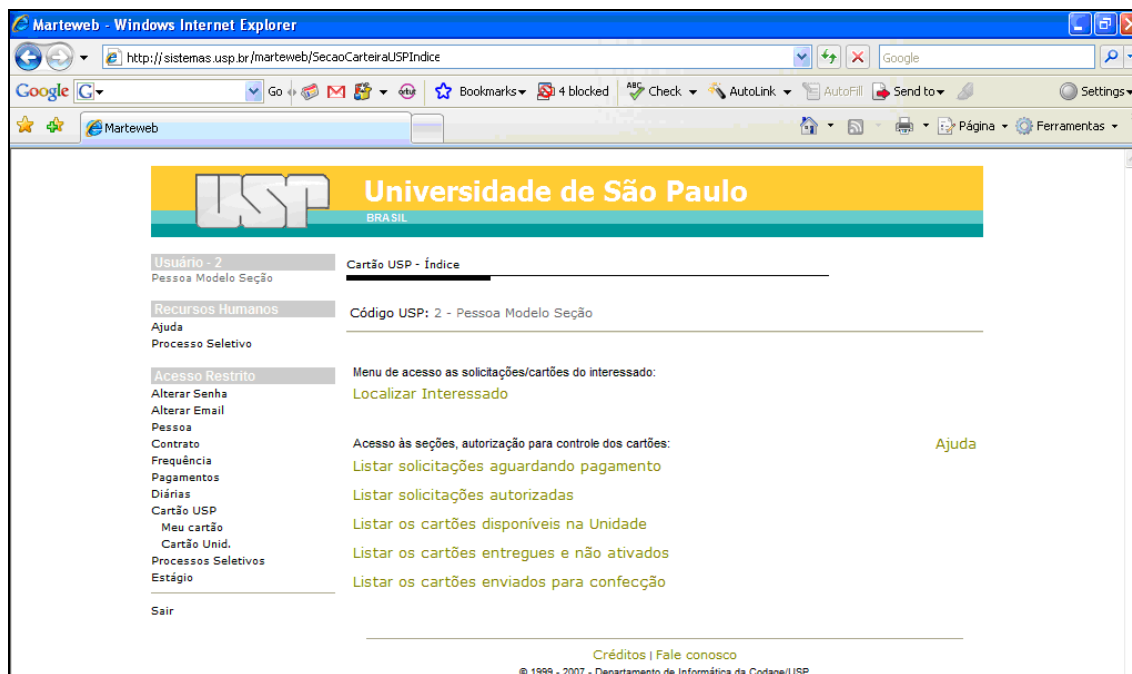 Marteweb - Windows Internet Explorer
http://sistemas.usp.br/marteweb/SecaoCarteiraUSPIndice
Google
Google G Go Bookmarks 4 blocked ABC Check AutoLink AutoFill Send to Settings
Marteweb
Página Ferramentas
USP
Universidade de São Paulo
BRASIL
Usuário - 2
Pessoa Modelo Seção
Recursos Humanos
Ajuda
Processo Seletivo
Acesso Restrito
Alterar Senha
Alterar Email
Pessoa
Contrato
Frequência
Pagamentos
Diárias
Cartão USP
Meu cartão
Cartão Unid.
Processos Seletivos
Estágio
Sair
Cartão USP - Índice
Código USP: 2 - Pessoa Modelo Seção
Menu de acesso as solicitações/cartões do interessado:
Localizar Interessado
Acesso às seções, autorização para controle dos cartões:
Ajuda
Listar solicitações aguardando pagamento
Listar solicitações autorizadas
Listar os cartões disponíveis na Unidade
Listar os cartões entregues e não ativados
Listar os cartões enviados para confecção
Créditos | Fale conosco
© 1999 - 2007 - Departamento de Informática da Codage/USP